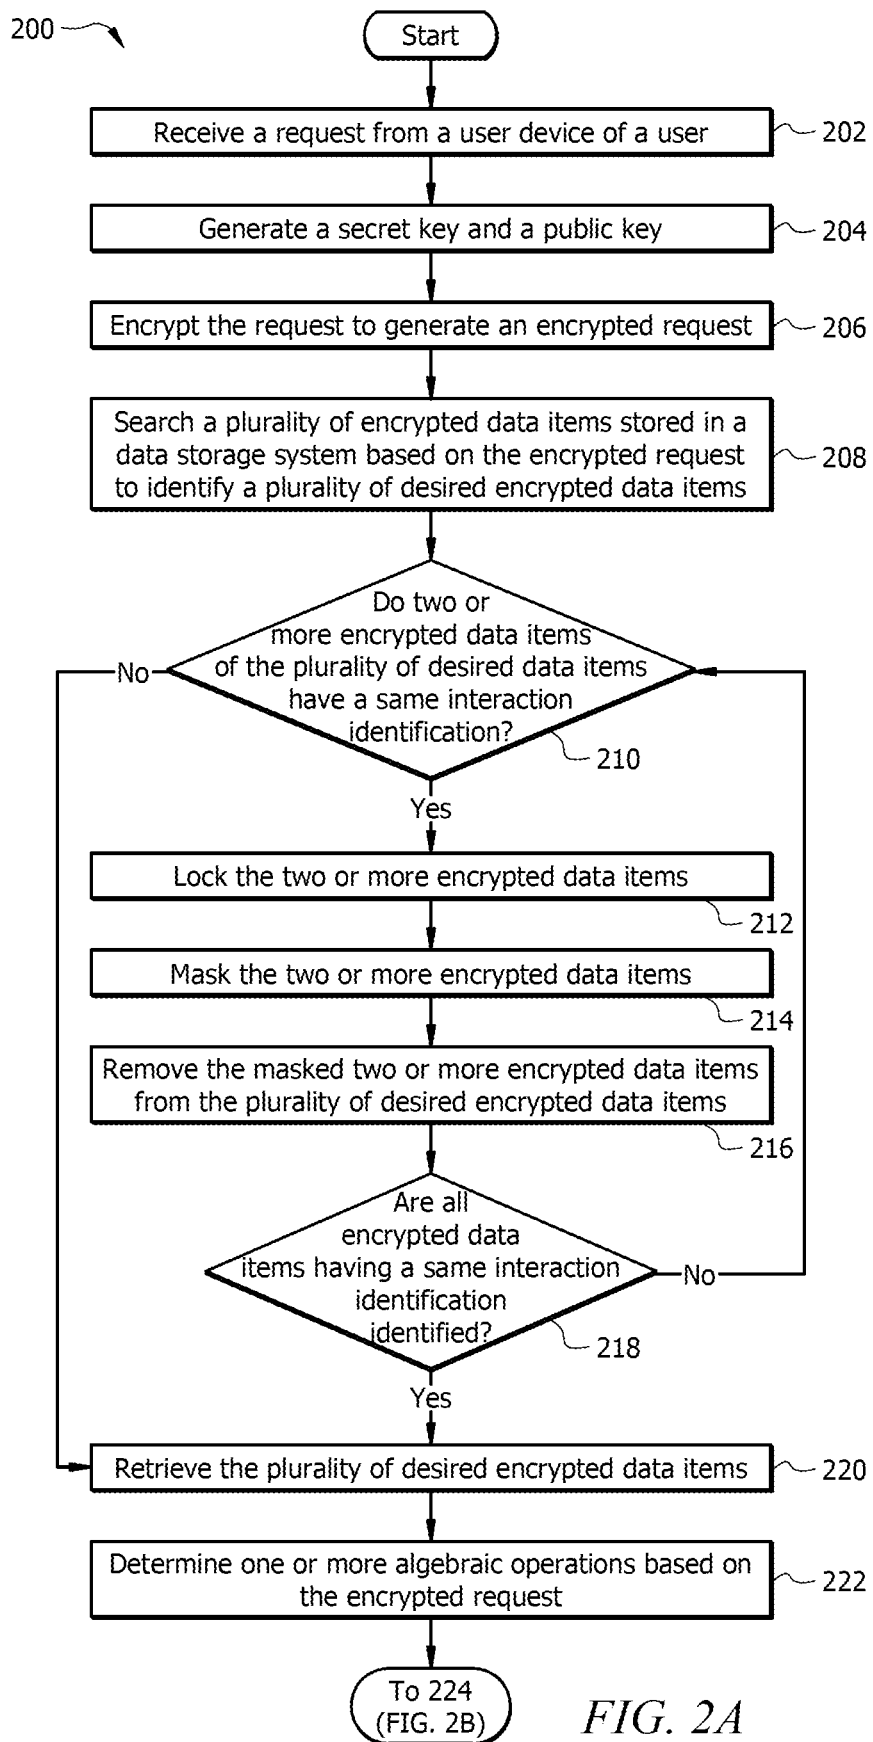 200
Start
Receive a request from a user device of a user
202
Generate a secret key and a public key
204
Encrypt the request to generate an encrypted request
206
Search a plurality of encrypted data items stored in a
data storage system based on the encrypted request
to identify a plurality of desired encrypted data items
208
Do two or
more encrypted data items
of the plurality of desired data items
have a same interaction
identification?
No
210
Yes
Lock the two or more encrypted data items
212
Mask the two or more encrypted data items
214
Remove the masked two or more encrypted data items
from the plurality of desired encrypted data items
216
Are all
encrypted data
items having a same interaction
identification
identified?
No
218
Yes
Retrieve the plurality of desired encrypted data items
220
Determine one or more algebraic operations based on
the encrypted request
222
To 224
(FIG. 2B)
FIG. 2A